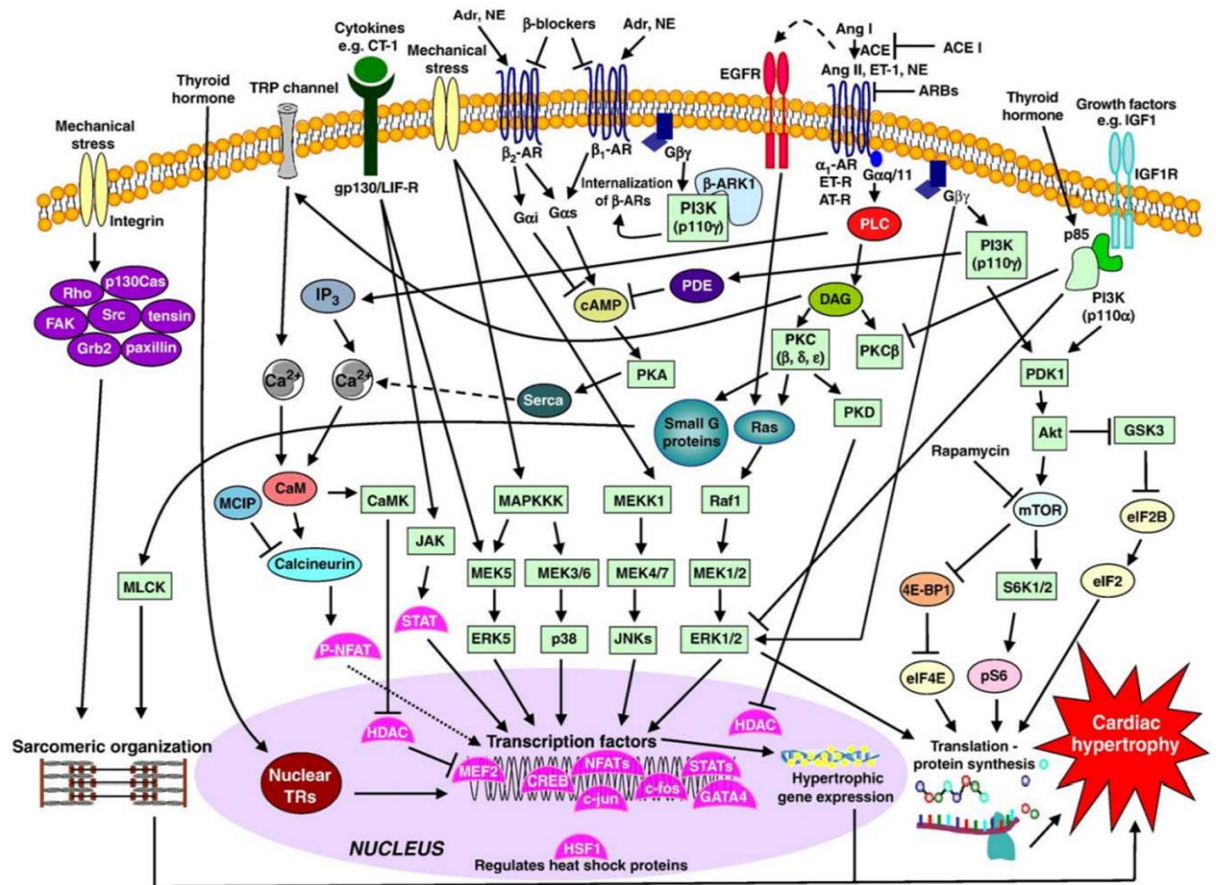 Adr, NE
β-blockers
Adr, NE
Cytokines
e.g. CT-1
Mechanical
stress
Ang I
ACE
ACE I
EGFR
Ang II, ET-1, NE
ARBs
Thyroid
hormone
TRP channel
Thyroid
hormone
Growth factors
e.g. IGF1
Mechanical
stress
Integrin
gp130/LIF-R
β2-AR
β1-AR
Gβγ
α1-AR
ET-R
AT-R
Gαq/11
IGF1R
Internalization
of β-ARs
β-ARK1
PI3K
(p110γ)
Gαi
Gαs
PLC
Gβγ
PI3K
(p110γ)
p85
PI3K
(p110α)
Rho
p130Cas
FAK
Src
tensin
Grb2
paxillin
IP3
cAMP
PDE
DAG
PKC
(β, δ, ε)
PKCβ
PDK1
Ca2+
Ca2+
Serca
PKA
Small G
proteins
Ras
PKD
Akt
GSK3
Rapamycin
MCIP
CaM
CaMK
MAPKKK
MEKK1
Raf1
mTOR
eIF2B
Calcineurin
JAK
MLCK
MEK5
MEK3/6
MEK4/7
MEK1/2
4E-BP1
S6K1/2
eIF2
STAT
P-NFAT
ERK5
p38
JNKs
ERK1/2
eIF4E
pS6
HDAC
HDAC
Cardiac
hypertrophy
Sarcomeric organization
Transcription factors
Translation -
protein synthesis
Nuclear
TRs
MEF2
CREB
NFATs
c-jun
c-fos
STATs
GATA4
Hypertrophic
gene expression
NUCLEUS
HSF1
Regulates heat shock proteins